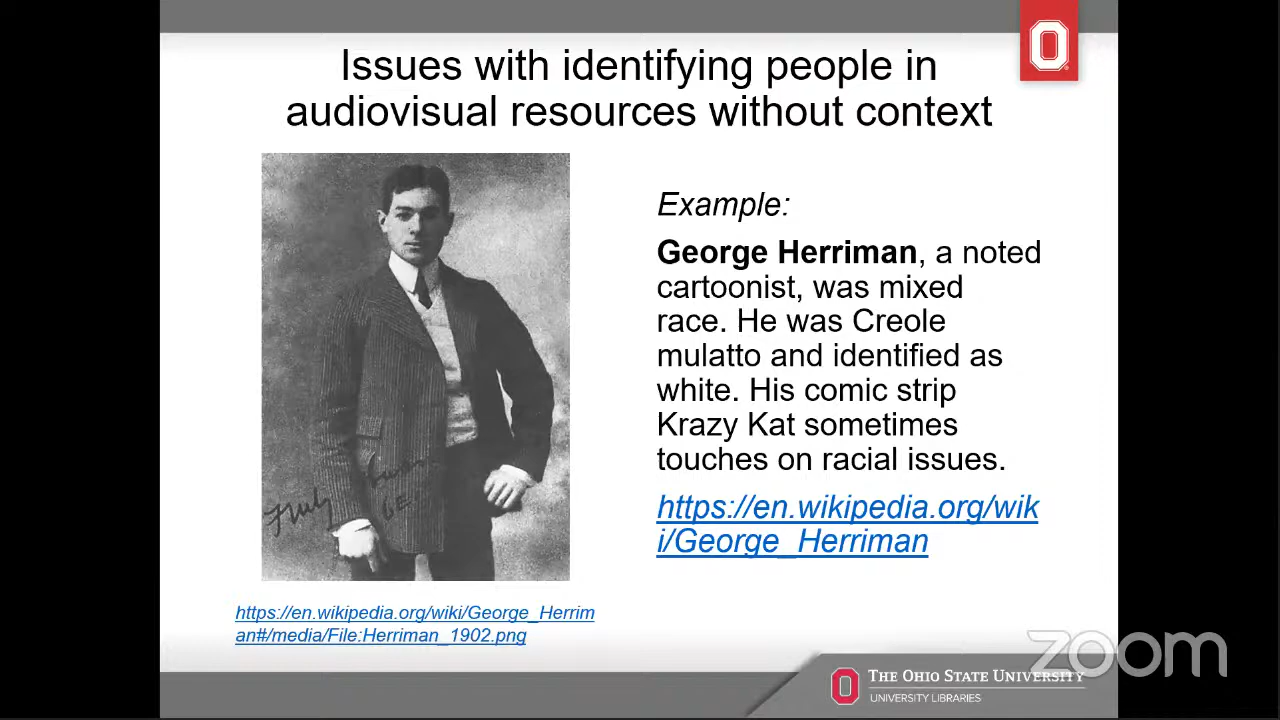 Issues with identifying people in
audiovisual resources without context
Example:
George Herriman, a noted
cartoonist, was mixed
race. He was Creole
mulatto and identified as
white. His comic strip
Krazy Kat sometimes
touches on racial issues.
https://en.wikipedia.org/wik
i/George_Herriman
Truly
https://en.wikipedia.org/wiki/George_Herrim
an#/media/File:Herriman_1902.png
zoom
THE OHIO STATE UNIVERSITY
UNIVERSITY LIBRARIES